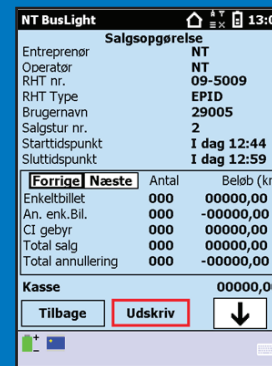 NT BusLight 13:0
Salgsopgørelse
Entreprenør NT
Operatør NT
RHT nr. 09-5009
RHT Type EPID
Brugernavn 29005
Salgstur nr. 2
Starttidspunkt I dag 12:44
Sluttidspunkt I dag 12:59
Forrige Næste Antal Beløb (kr
Enkeltbillet 000 00000,00
An. enk.Bil. 000 -00000,00
CI gebyr 000 00000,00
Total salg 000 00000,00
Total annullering 000 -00000,00
Kasse 00000,0
Tilbage Udskriv